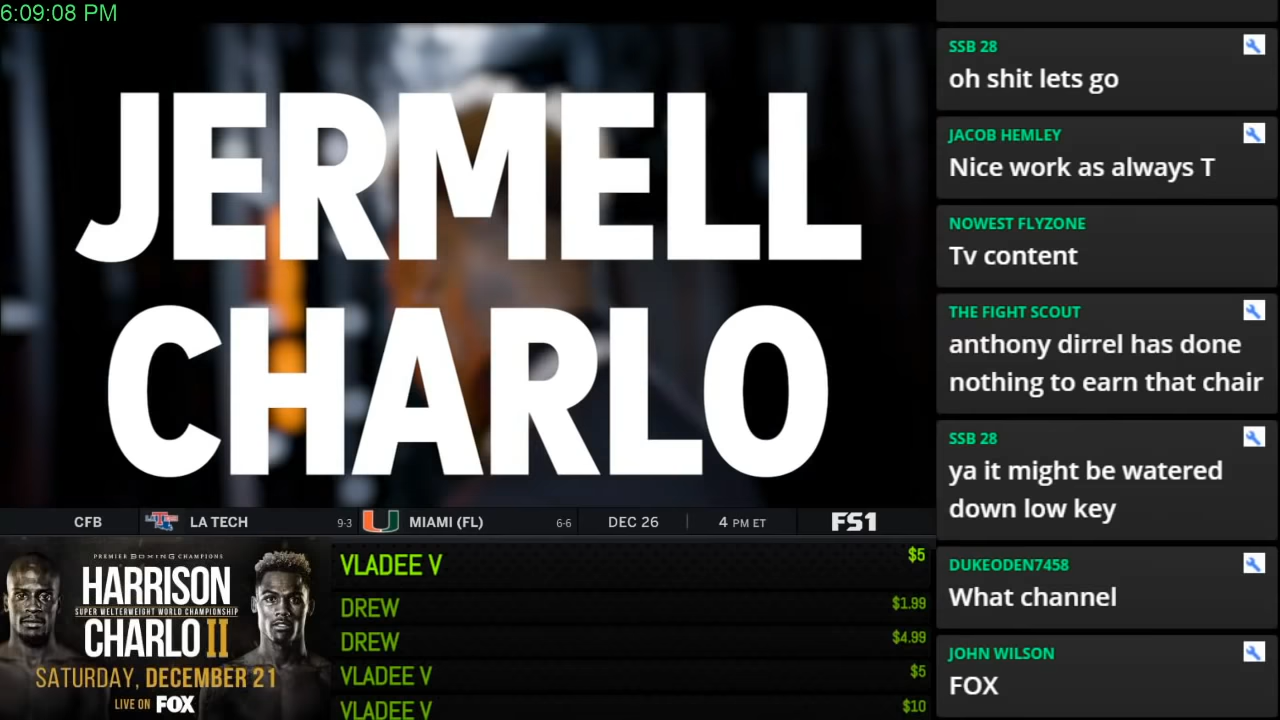 6:09:08 PM
JERMELL
CHARLO
CFB LA TECH 9-3 MIAMI (FL) 6-6 DEC 26 4 PM ET FS1
PREMIER BOXING CHAMPIONS
HARRISON
SUPER WELTERWEIGHT WORLD CHAMPIONSHIP
CHARLO II
SATURDAY, DECEMBER 21
LIVE ON FOX
VLADEE V $5
DREW $1.99
DREW $4.99
VLADEE V $5
VLADEE V $10
SSB 28
oh shit lets go
JACOB HEMLEY
Nice work as always T
NOWEST FLYZONE
Tv content
THE FIGHT SCOUT
anthony dirrel has done
nothing to earn that chair
SSB 28
ya it might be watered
down low key
DUKEODEN7458
What channel
JOHN WILSON
FOX